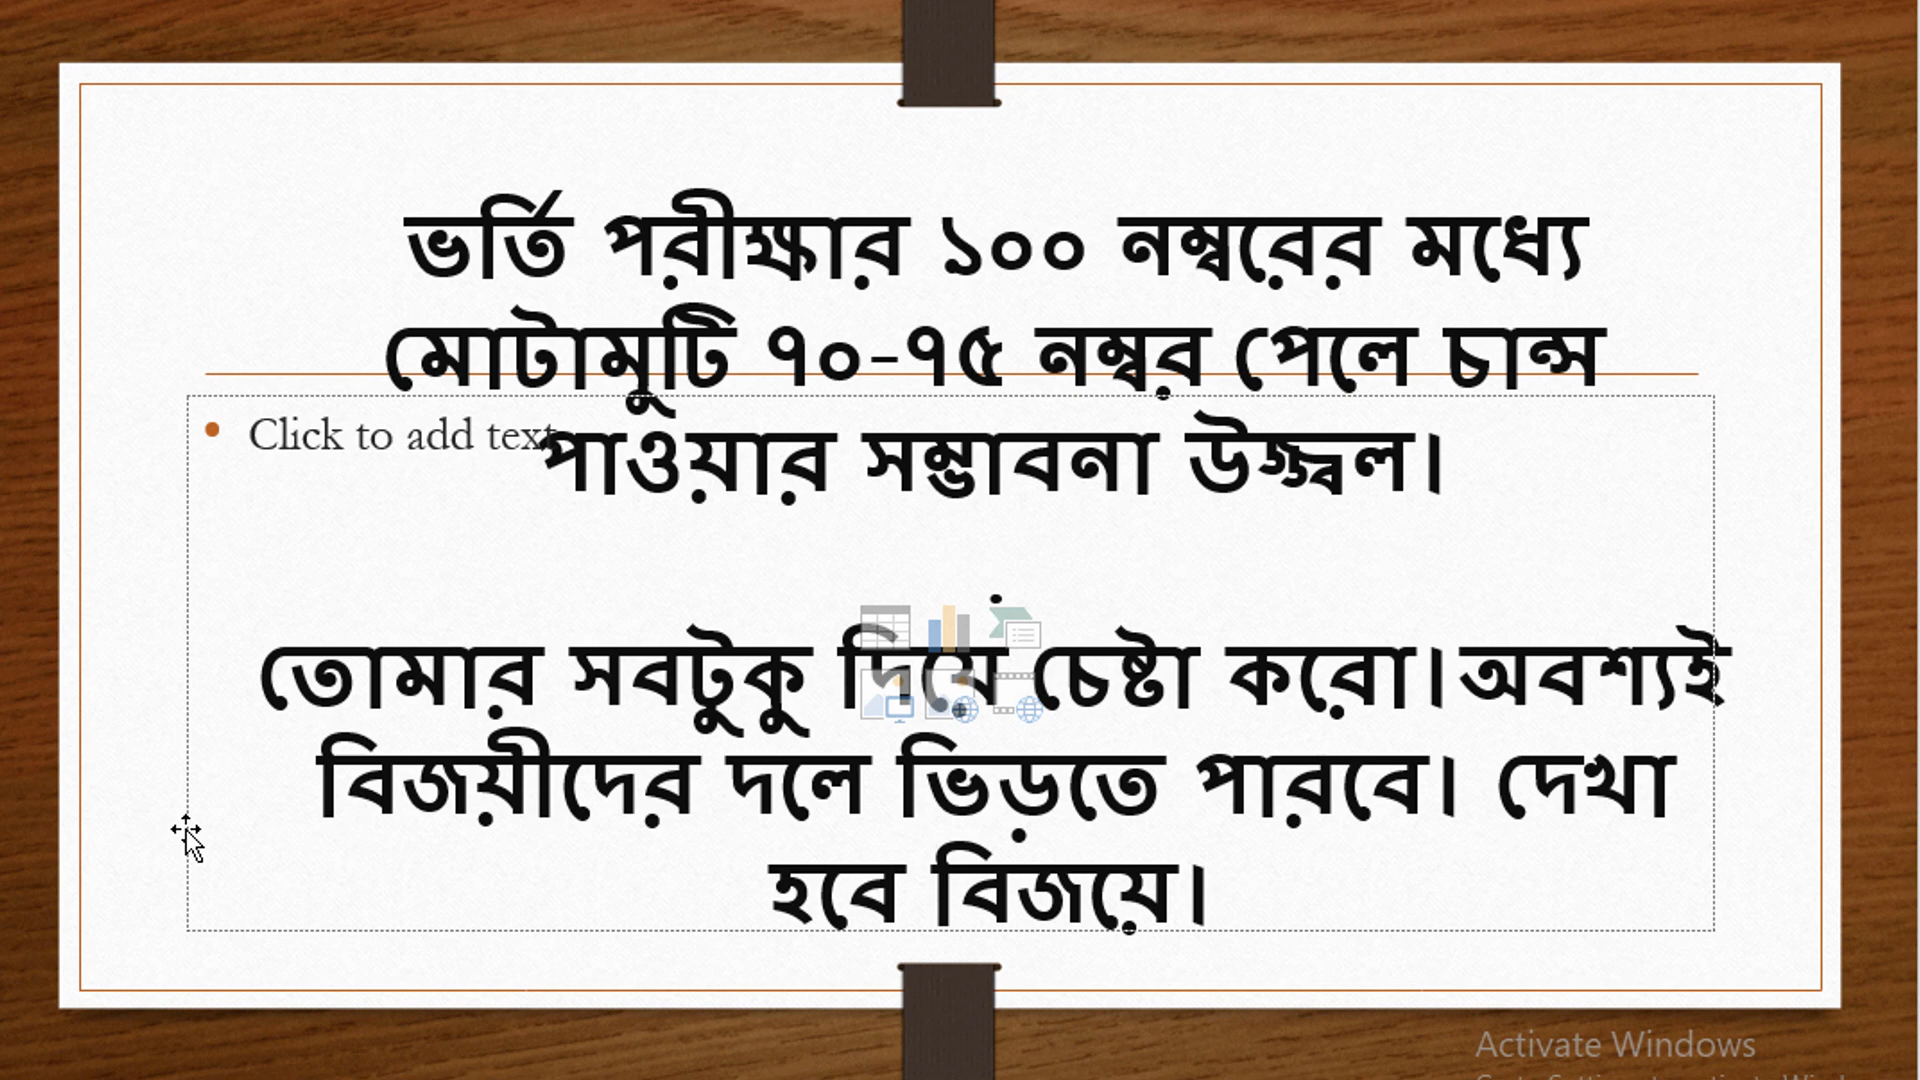 ভর্তি পরীক্ষার ১০০ নম্বরের মধ্যে
মোটামুটি ৭০-৭৫ নম্বর পেলে চান্স
• Click to add text
পাওয়ার সম্ভাবনা উজ্জ্বল।
.
তোমার সবটুকু দিয়ে চেষ্টা করো।অবশ্যই
বিজয়ীদের দলে ভিড়তে পারবে। দেখা
হবে বিজয়ে।
Activate Windows